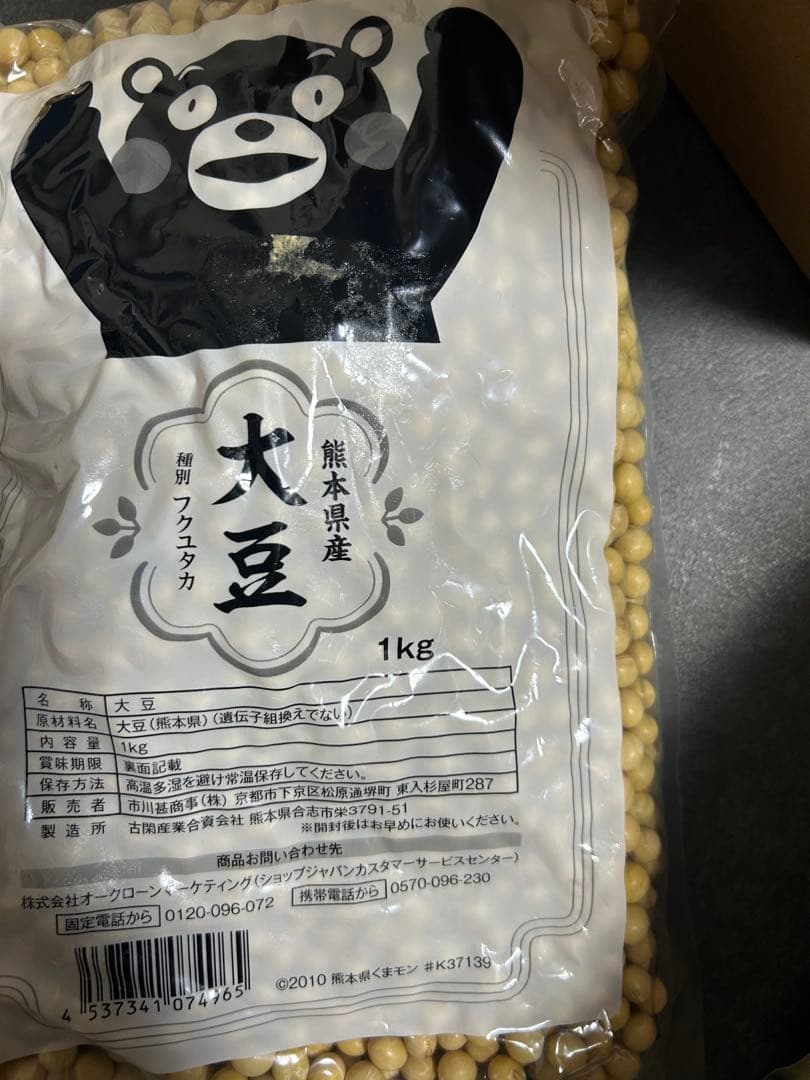 熊本県産
大豆
種別 フクユタカ
1kg
名称 大豆
原材料名 大豆(熊本県)(遺伝子組換えでない)
内容量 1kg
賞味期限 裏面記載
保存方法 高温多湿を避け常温保存してください。
販売者 市川甚商事(株) 京都市下京区松原通堺町 東入杉屋町287
製造所 古閑産業合資会社 熊本県合志市栄3791-51
※開封後はお早めにお使いください。
商品お問い合わせ先
株式会社オークローンマーケティング(ショップジャパンカスタマーサービスセンター)
固定電話から 0120-096-072 携帯電話から 0570-096-230
4 537341 074965
©2010 熊本県くまモン #K37139